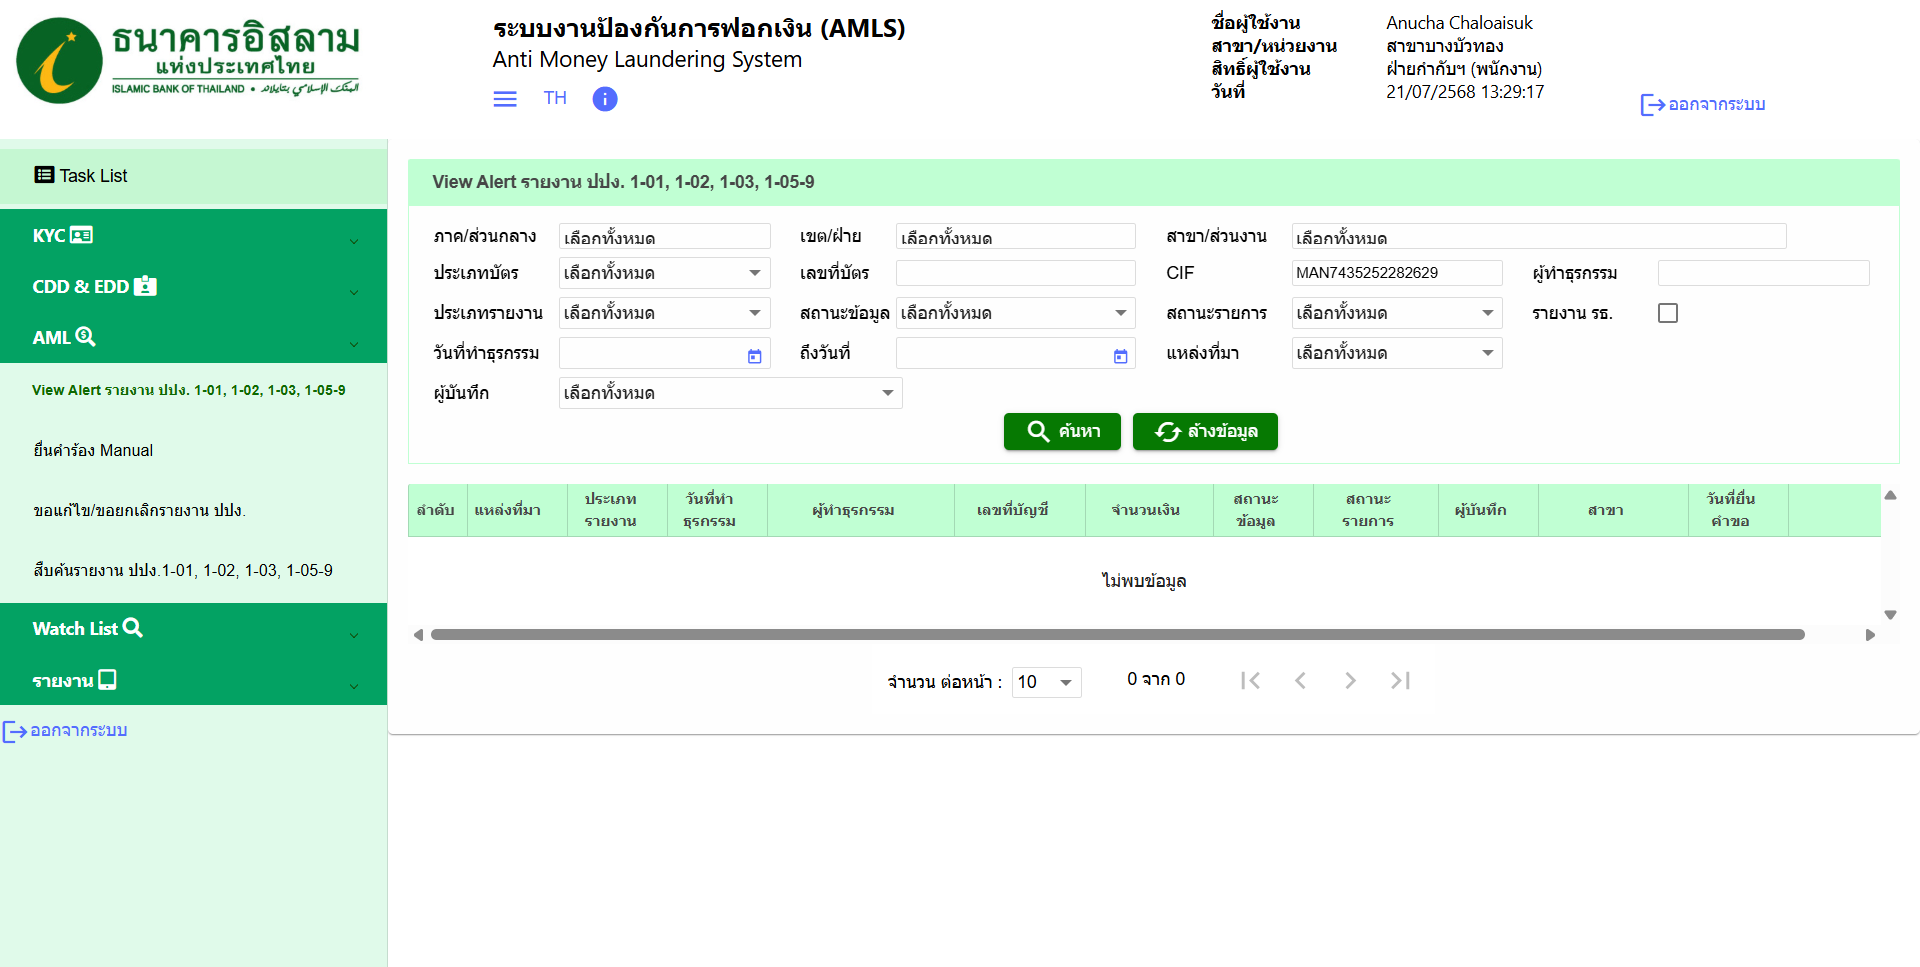 ธนาคารอิสลาม
แห่งประเทศไทย
ISLAMIC BANK OF THAILAND • بنك الإسلامي بتايلاند
ระบบงานป้องกันการฟอกเงิน (AMLS)
Anti Money Laundering System
TH
ชื่อผู้ใช้งาน Anucha Chaloaisuk
สาขา/หน่วยงาน สาขาบางบัวทอง
สิทธิ์ผู้ใช้งาน ฝ่ายกำกับฯ (พนักงาน)
วันที่ 21/07/2568 13:29:17
ออกจากระบบ
Task List
KYC
CDD & EDD
AML
View Alert รายงาน ปปง. 1-01, 1-02, 1-03, 1-05-9
ยื่นคำร้อง Manual
ขอแก้ไข/ขอยกเลิกรายงาน ปปง.
สืบค้นรายงาน ปปง.1-01, 1-02, 1-03, 1-05-9
Watch List
รายงาน
ออกจากระบบ
View Alert รายงาน ปปง. 1-01, 1-02, 1-03, 1-05-9
ภาค/ส่วนกลาง เลือกทั้งหมด เขต/ฝ่าย เลือกทั้งหมด สาขา/ส่วนงาน เลือกทั้งหมด
ประเภทบัตร เลือกทั้งหมด เลขที่บัตร CIF MAN7435252282629 ผู้ทำธุรกรรม
ประเภทรายงาน เลือกทั้งหมด สถานะข้อมูล เลือกทั้งหมด สถานะรายการ เลือกทั้งหมด รายงาน รธ.
วันที่ทำธุรกรรม ถึงวันที่ แหล่งที่มา เลือกทั้งหมด
ผู้บันทึก เลือกทั้งหมด
ค้นหา ล้างข้อมูล
ลำดับ แหล่งที่มา ประเภทรายงาน วันที่ทำธุรกรรม ผู้ทำธุรกรรม เลขที่บัญชี จำนวนเงิน สถานะข้อมูล สถานะรายการ ผู้บันทึก สาขา วันที่ยื่นคำขอ
ไม่พบข้อมูล
จำนวน ต่อหน้า : 10 0 จาก 0